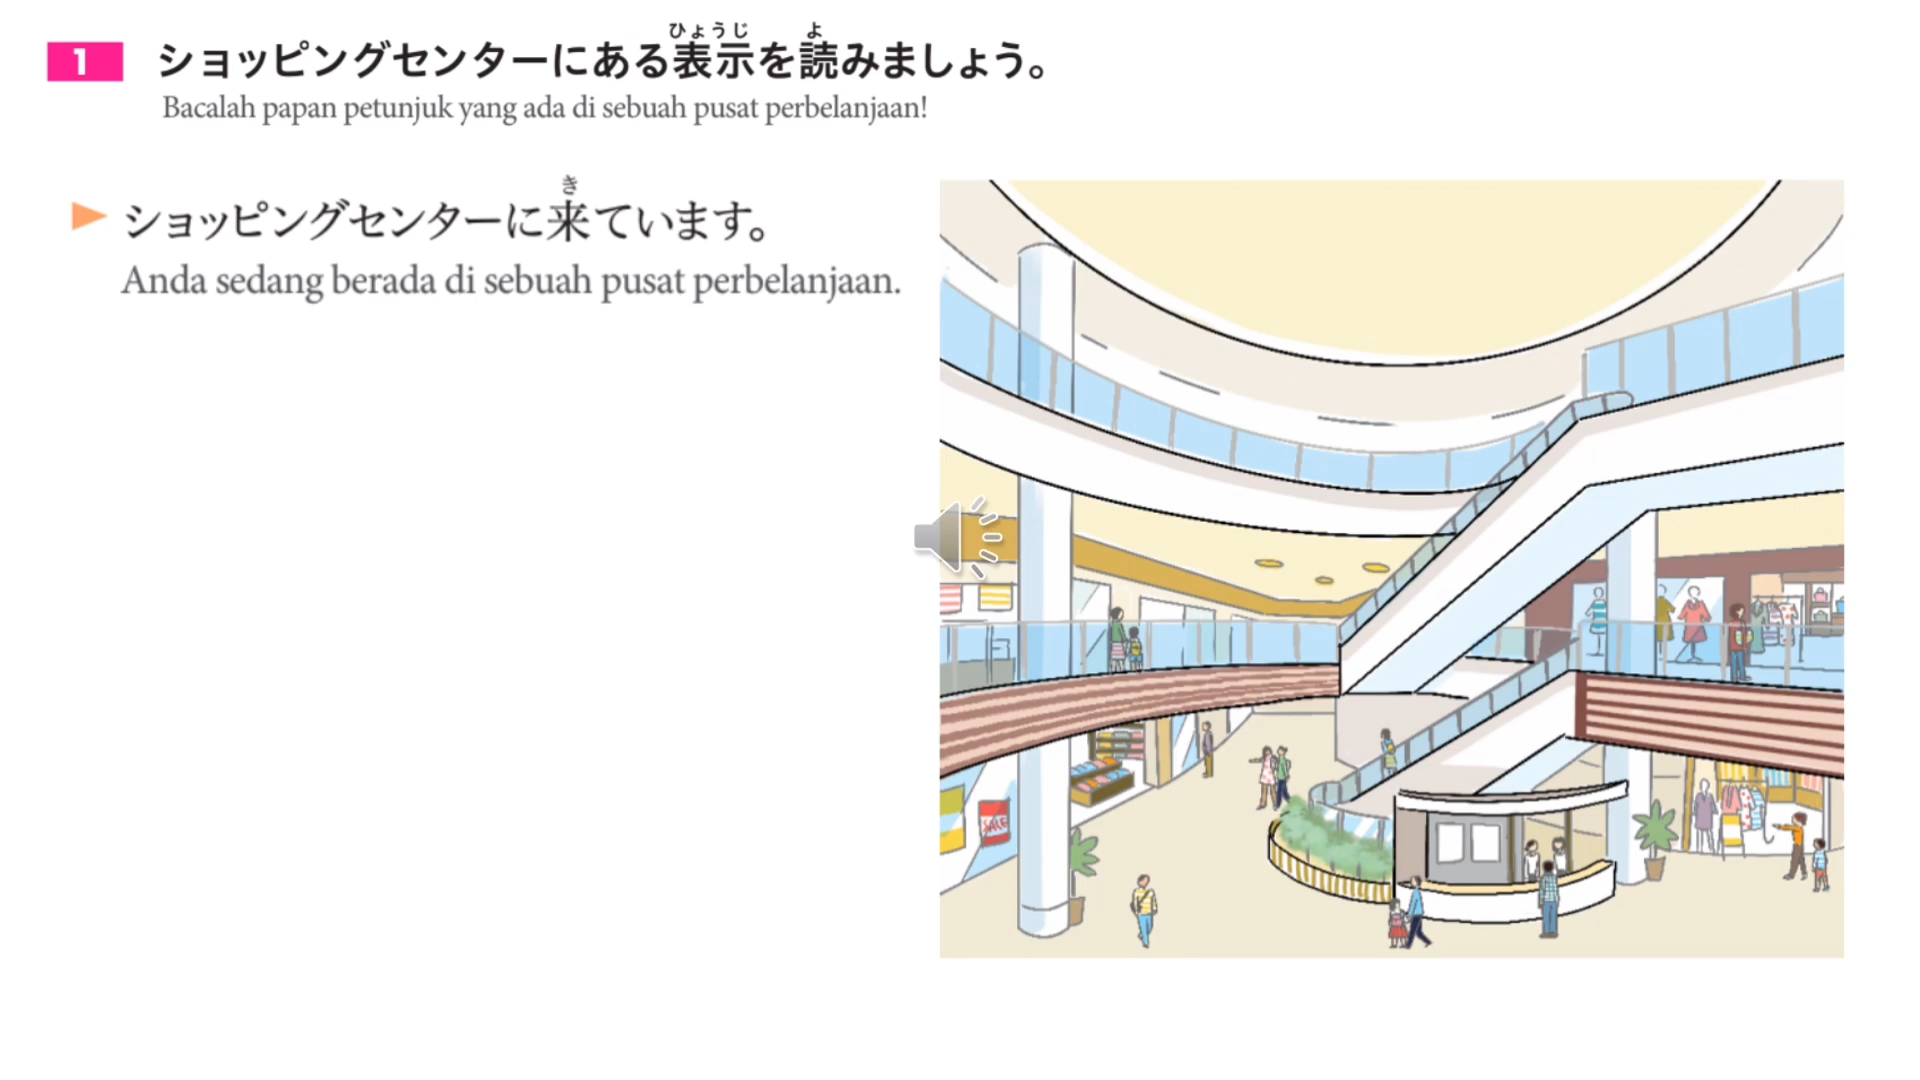 1 ショッピングセンターにある表示を読みましょう。
ひょうじ よ
Bacalah papan petunjuk yang ada di sebuah pusat perbelanjaan!
き
ショッピングセンターに来ています。
Anda sedang berada di sebuah pusat perbelanjaan.
SALE